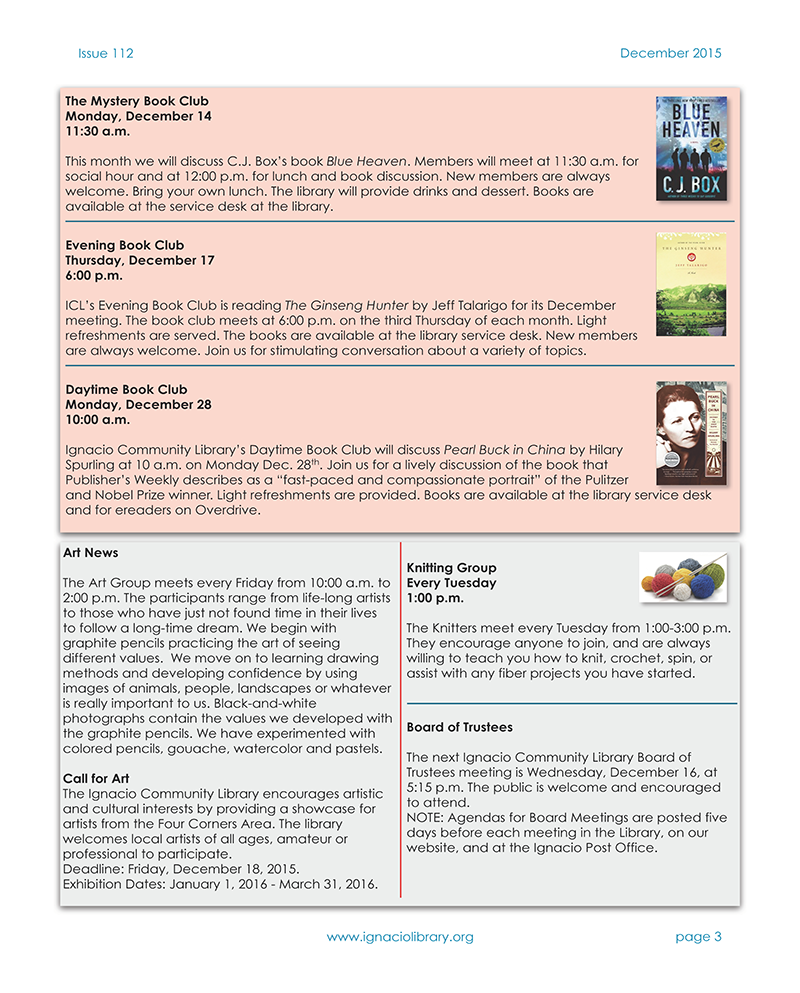 Issue 112
December 2015
The Mystery Book Club
Monday, December 14
11:30 a.m.
This month we will discuss C.J. Box's book Blue Heaven. Members will meet at 11:30 a.m. for
social hour and at 12:00 p.m. for lunch and book discussion. New members are always
welcome. Bring your own lunch. The library will provide drinks and dessert. Books are
available at the service desk at the library.
BLUE
HEAVEN
C.J. BOX
Evening Book Club
Thursday, December 17
6:00 p.m.
ICL's Evening Book Club is reading The Ginseng Hunter by Jeff Talarigo for its December
meeting. The book club meets at 6:00 p.m. on the third Thursday of each month. Light
refreshments are served. The books are available at the library service desk. New members
are always welcome. Join us for stimulating conversation about a variety of topics.
THE GINSENG HUNTER
JEFF TALARIGO
Daytime Book Club
Monday, December 28
10:00 a.m.
Ignacio Community Library's Daytime Book Club will discuss Pearl Buck in China by Hilary
Spurling at 10 a.m. on Monday Dec. 28th. Join us for a lively discussion of the book that
Publisher's Weekly describes as a "fast-paced and compassionate portrait" of the Pulitzer
and Nobel Prize winner. Light refreshments are provided. Books are available at the library service desk
and for ereaders on Overdrive.
PEARL
BUCK
IN
CHINA
Art News
The Art Group meets every Friday from 10:00 a.m. to
2:00 p.m. The participants range from life-long artists
to those who have just not found time in their lives
to follow a long-time dream. We begin with
graphite pencils practicing the art of seeing
different values.  We move on to learning drawing
methods and developing confidence by using
images of animals, people, landscapes or whatever
is really important to us. Black-and-white
photographs contain the values we developed with
the graphite pencils. We have experimented with
colored pencils, gouache, watercolor and pastels.
Call for Art
The Ignacio Community Library encourages artistic
and cultural interests by providing a showcase for
artists from the Four Corners Area. The library
welcomes local artists of all ages, amateur or
professional to participate.
Deadline: Friday, December 18, 2015.
Exhibition Dates: January 1, 2016 - March 31, 2016.
Knitting Group
Every Tuesday
1:00 p.m.
The Knitters meet every Tuesday from 1:00-3:00 p.m.
They encourage anyone to join, and are always
willing to teach you how to knit, crochet, spin, or
assist with any fiber projects you have started.
Board of Trustees
The next Ignacio Community Library Board of
Trustees meeting is Wednesday, December 16, at
5:15 p.m. The public is welcome and encouraged
to attend.
NOTE: Agendas for Board Meetings are posted five
days before each meeting in the Library, on our
website, and at the Ignacio Post Office.
www.ignaciolibrary.org
page 3